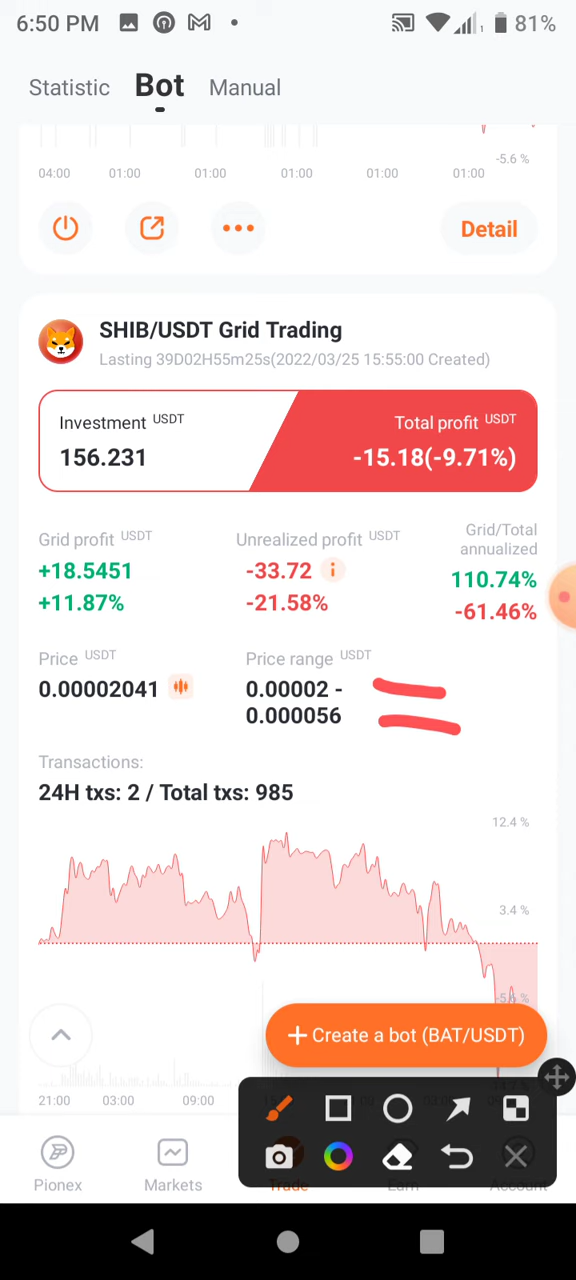 6:50 PM
81%
Statistic Bot Manual
-5.6 %
04:00 01:00 01:00 01:00 01:00 01:00
Detail
SHIB/USDT Grid Trading
Lasting 39D02H55m25s(2022/03/25 15:55:00 Created)
Investment USDT
Total profit USDT
156.231
-15.18(-9.71%)
Grid profit USDT
+18.5451
+11.87%
Unrealized profit USDT
-33.72
-21.58%
Grid/Total
annualized
110.74%
-61.46%
Price USDT
0.00002041
Price range USDT
0.00002 -
0.000056
Transactions:
24H txs: 2 / Total txs: 985
12.4 %
3.4 %
-5.6 %
+ Create a bot (BAT/USDT)
21:00 03:00 09:00
Pionex Markets Trade Earn Account